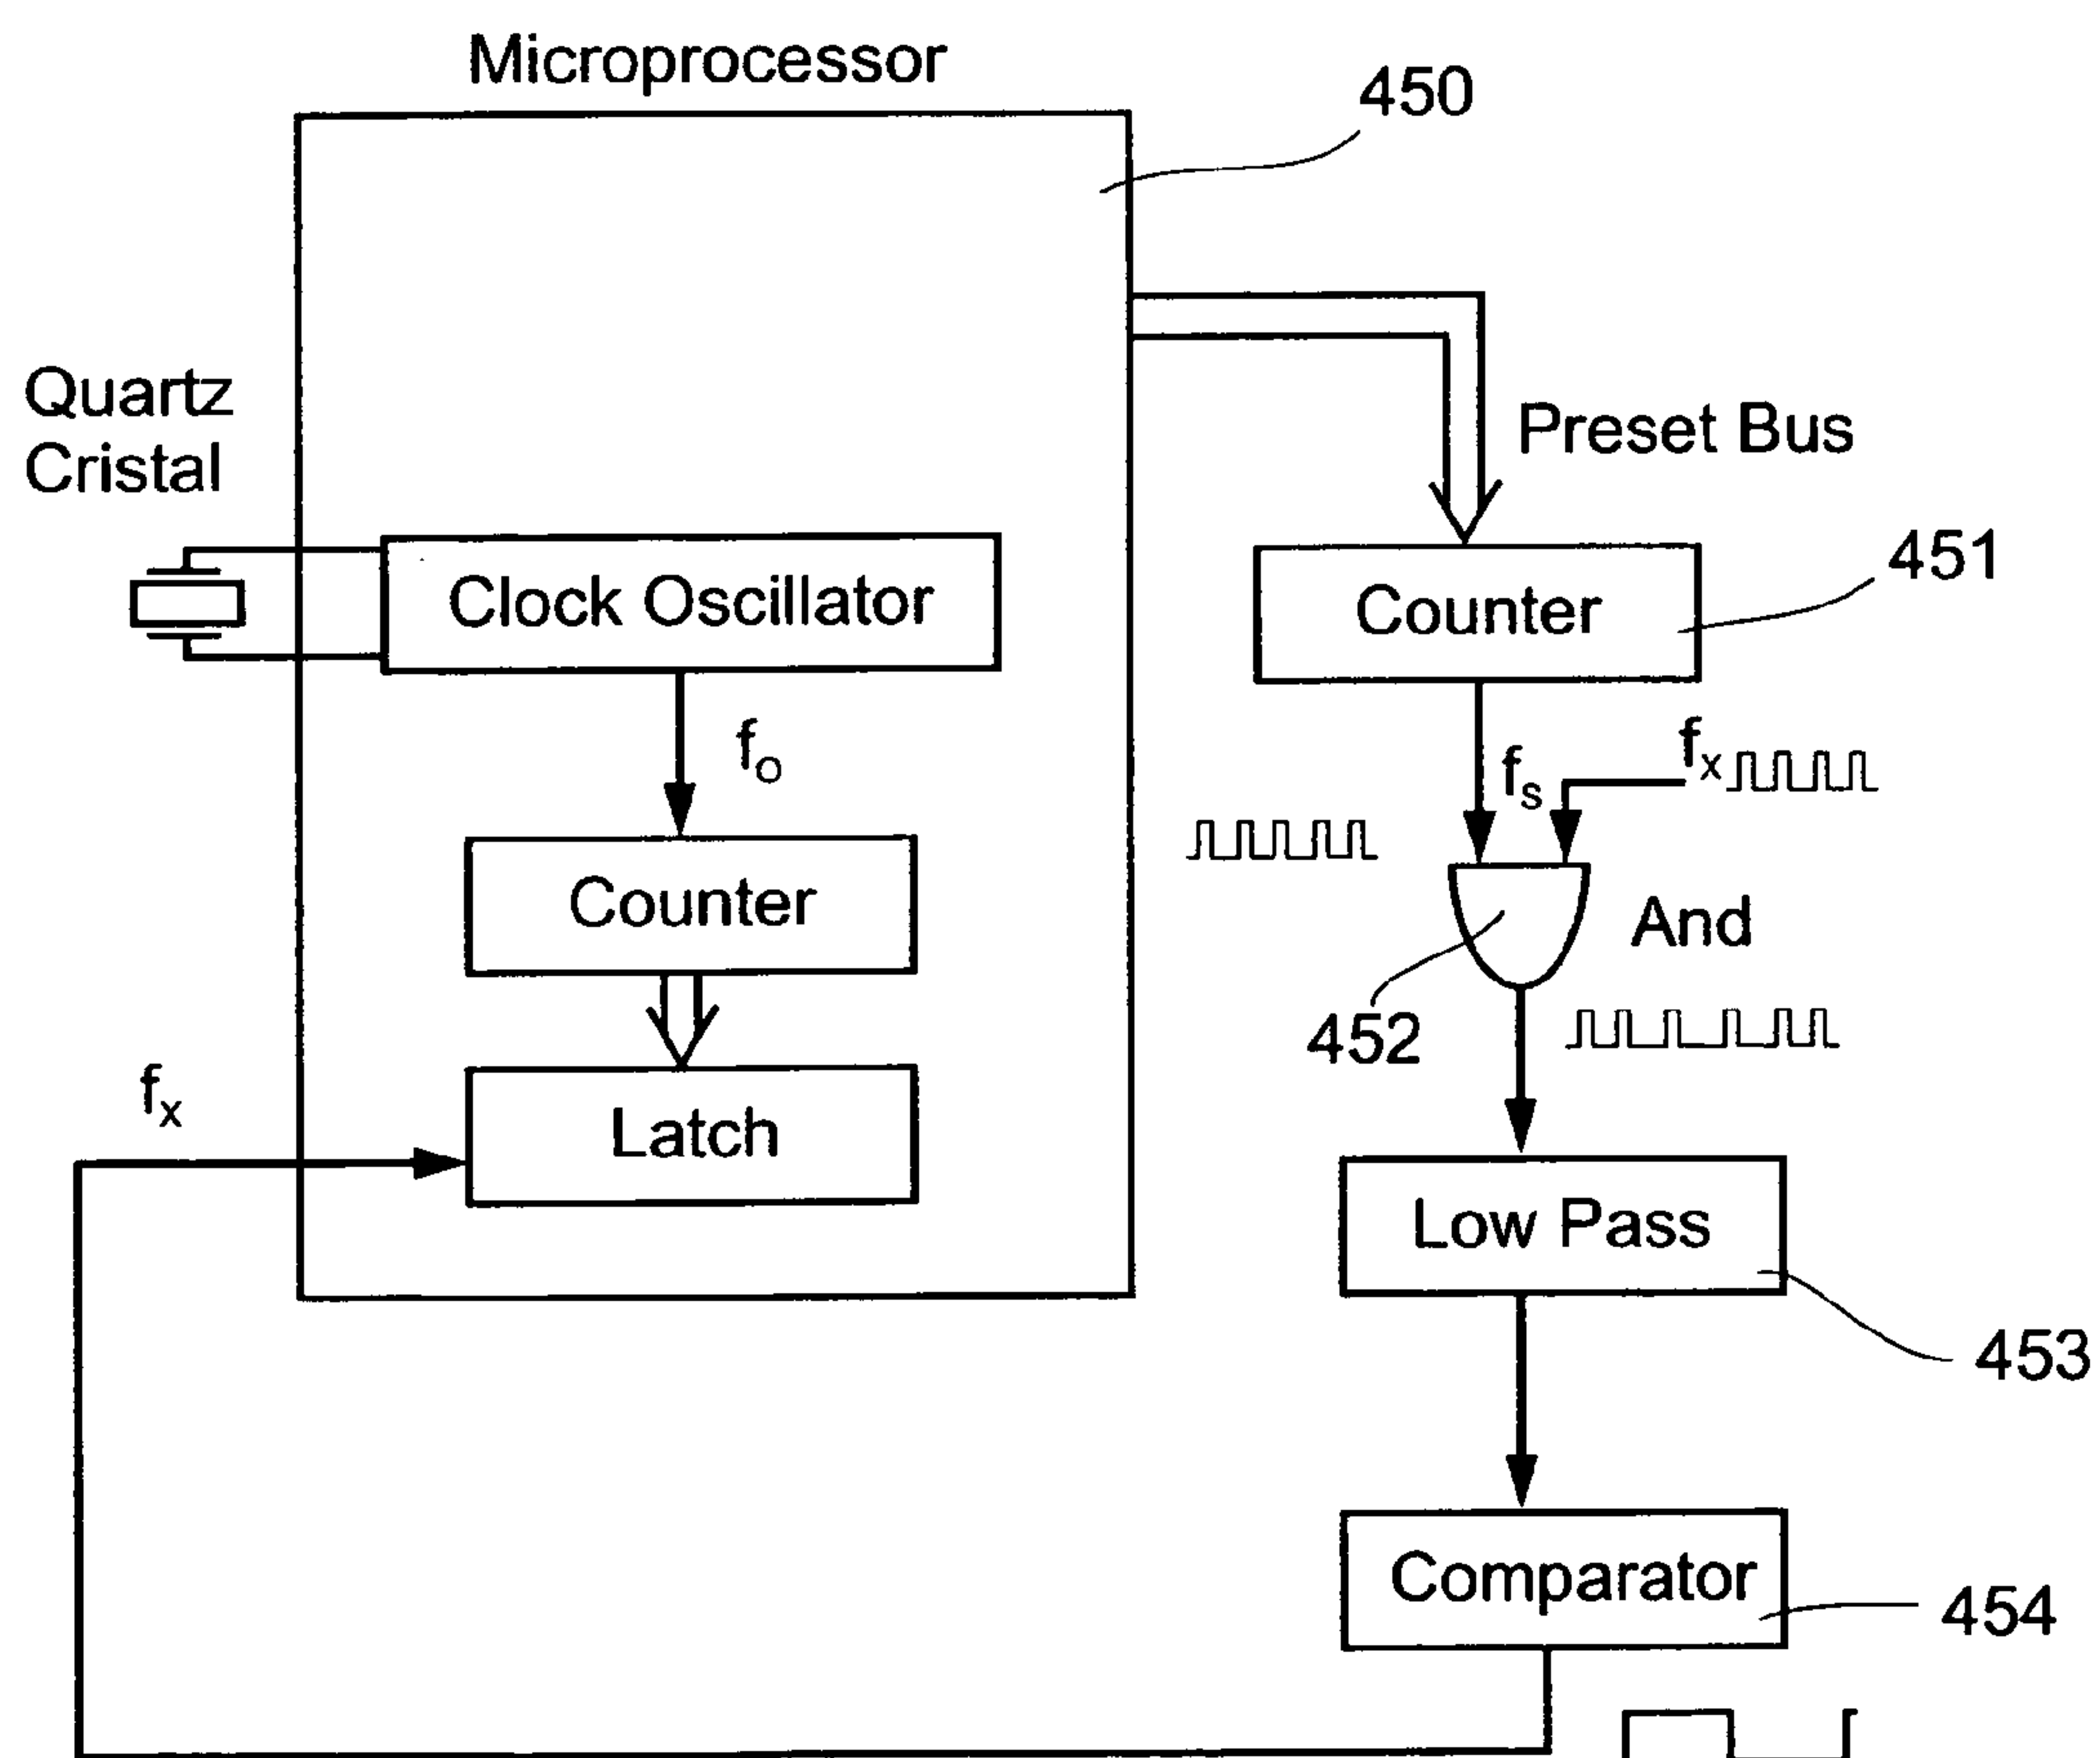 Microprocessor
450
Quartz
Cristal
Preset Bus
Clock Oscillator
Counter
451
fo
fs
fx
Counter
And
452
fx
Latch
Low Pass
453
Comparator
454